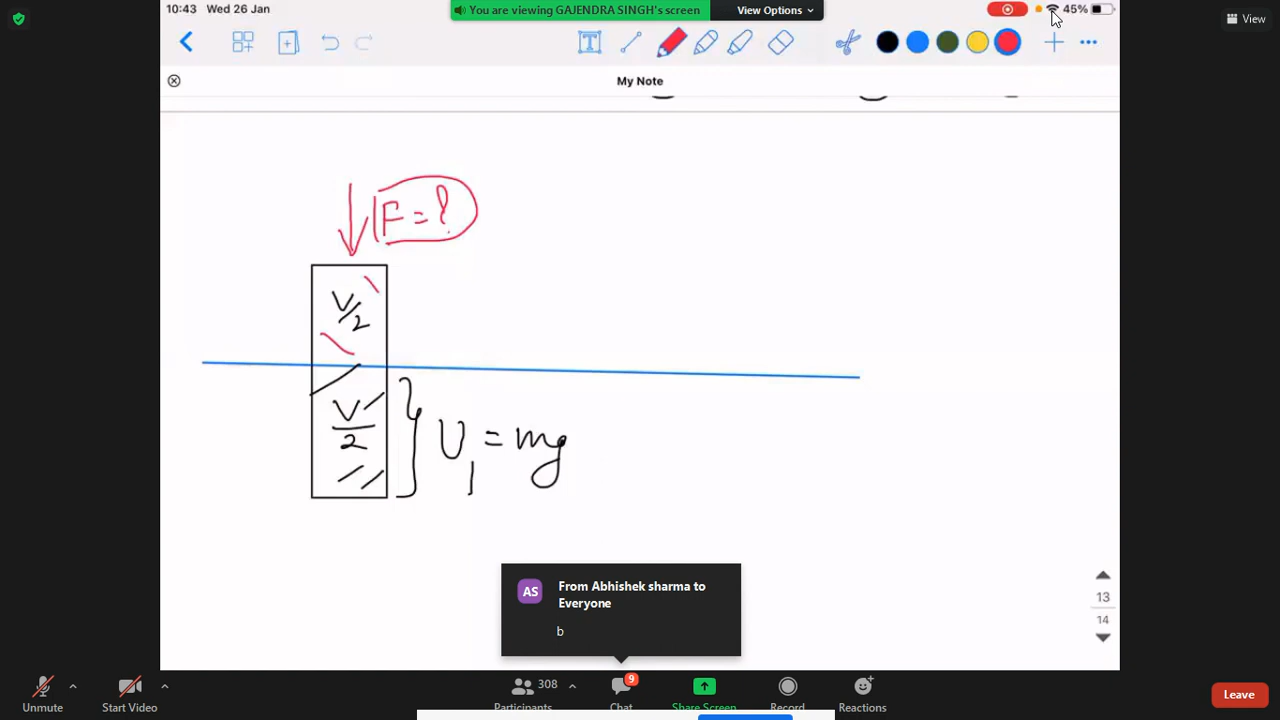 10:43 Wed 26 Jan
You are viewing GAJENDRA SINGH's screen
View Options
45%
View
My Note
F = ?
V/2
V/2
U1 = mg
From Abhishek sharma to
Everyone
b
AS
13
14
Unmute
Start Video
308
Participants
9
Chat
Share Screen
Record
Reactions
Leave